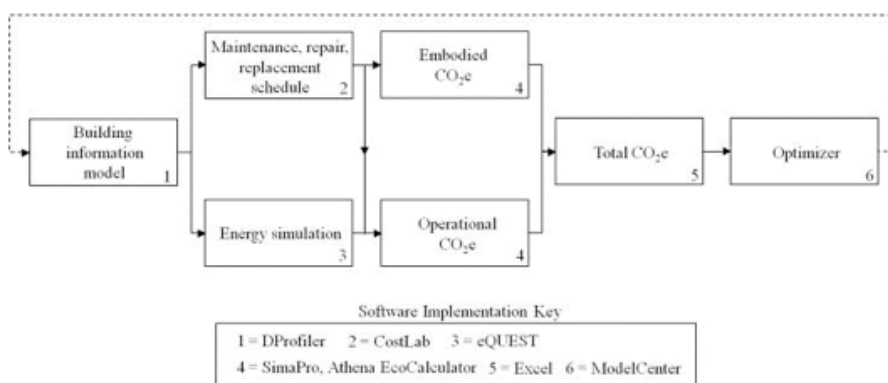 Maintenance, repair,
replacement
schedule
2
Embodied
CO₂e
4
Building
information
model
1
Total CO₂e
5
Optimizer
6
Energy simulation
3
Operational
CO₂e
4
Software Implementation Key
1 = DProfiler 2 = CostLab 3 = eQUEST
4 = SimaPro, Athena EcoCalculator 5 = Excel 6 = ModelCenter